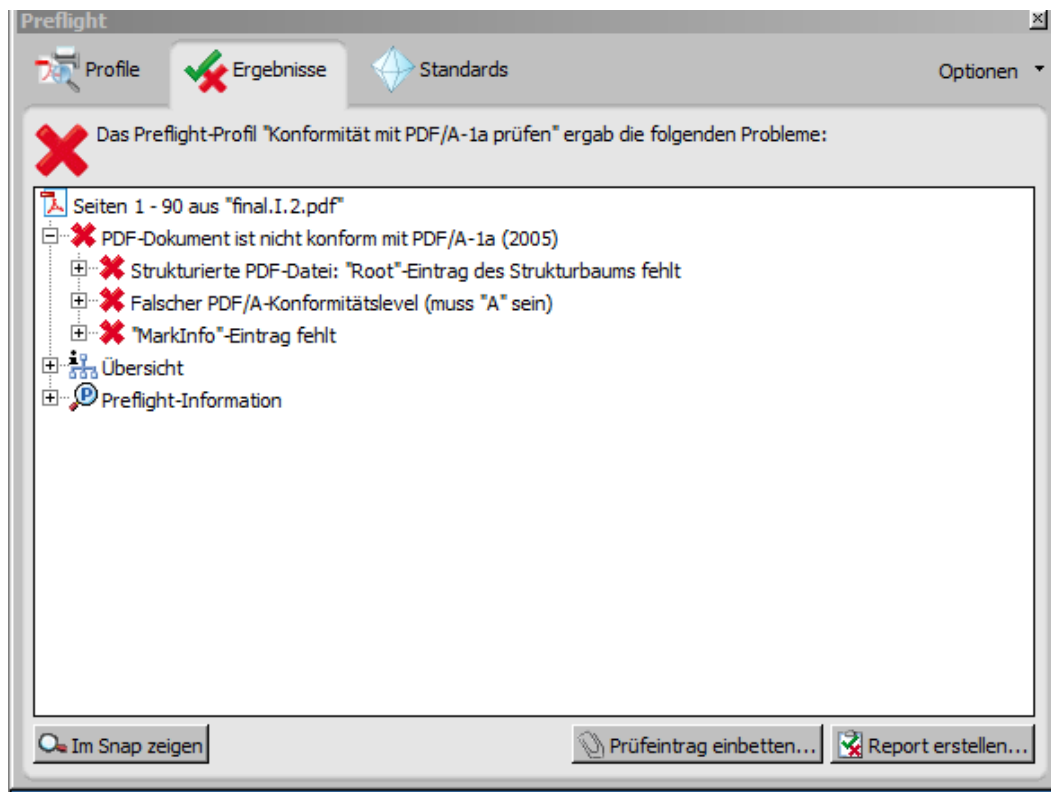 Preflight
Profile
Ergebnisse
Standards
Optionen
Das Preflight-Profil "Konformität mit PDF/A-1a prüfen" ergab die folgenden Probleme:
Seiten 1 - 90 aus "final.I.2.pdf"
PDF-Dokument ist nicht konform mit PDF/A-1a (2005)
Strukturierte PDF-Datei: "Root"-Eintrag des Strukturbaums fehlt
Falscher PDF/A-Konformitätslevel (muss "A" sein)
"MarkInfo"-Eintrag fehlt
Übersicht
Preflight-Information
Im Snap zeigen
Prüfeintrag einbetten...
Report erstellen...